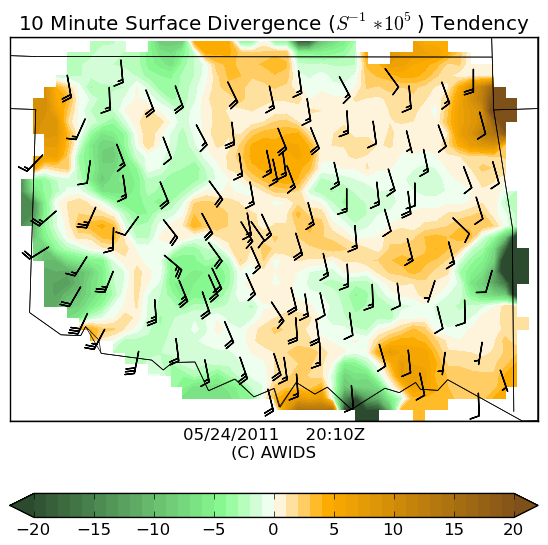 10 Minute Surface Divergence (S⁻¹ *10⁵ ) Tendency
05/24/2011 20:10Z
(C) AWIDS
−20 −15 −10 −5 0 5 10 15 20